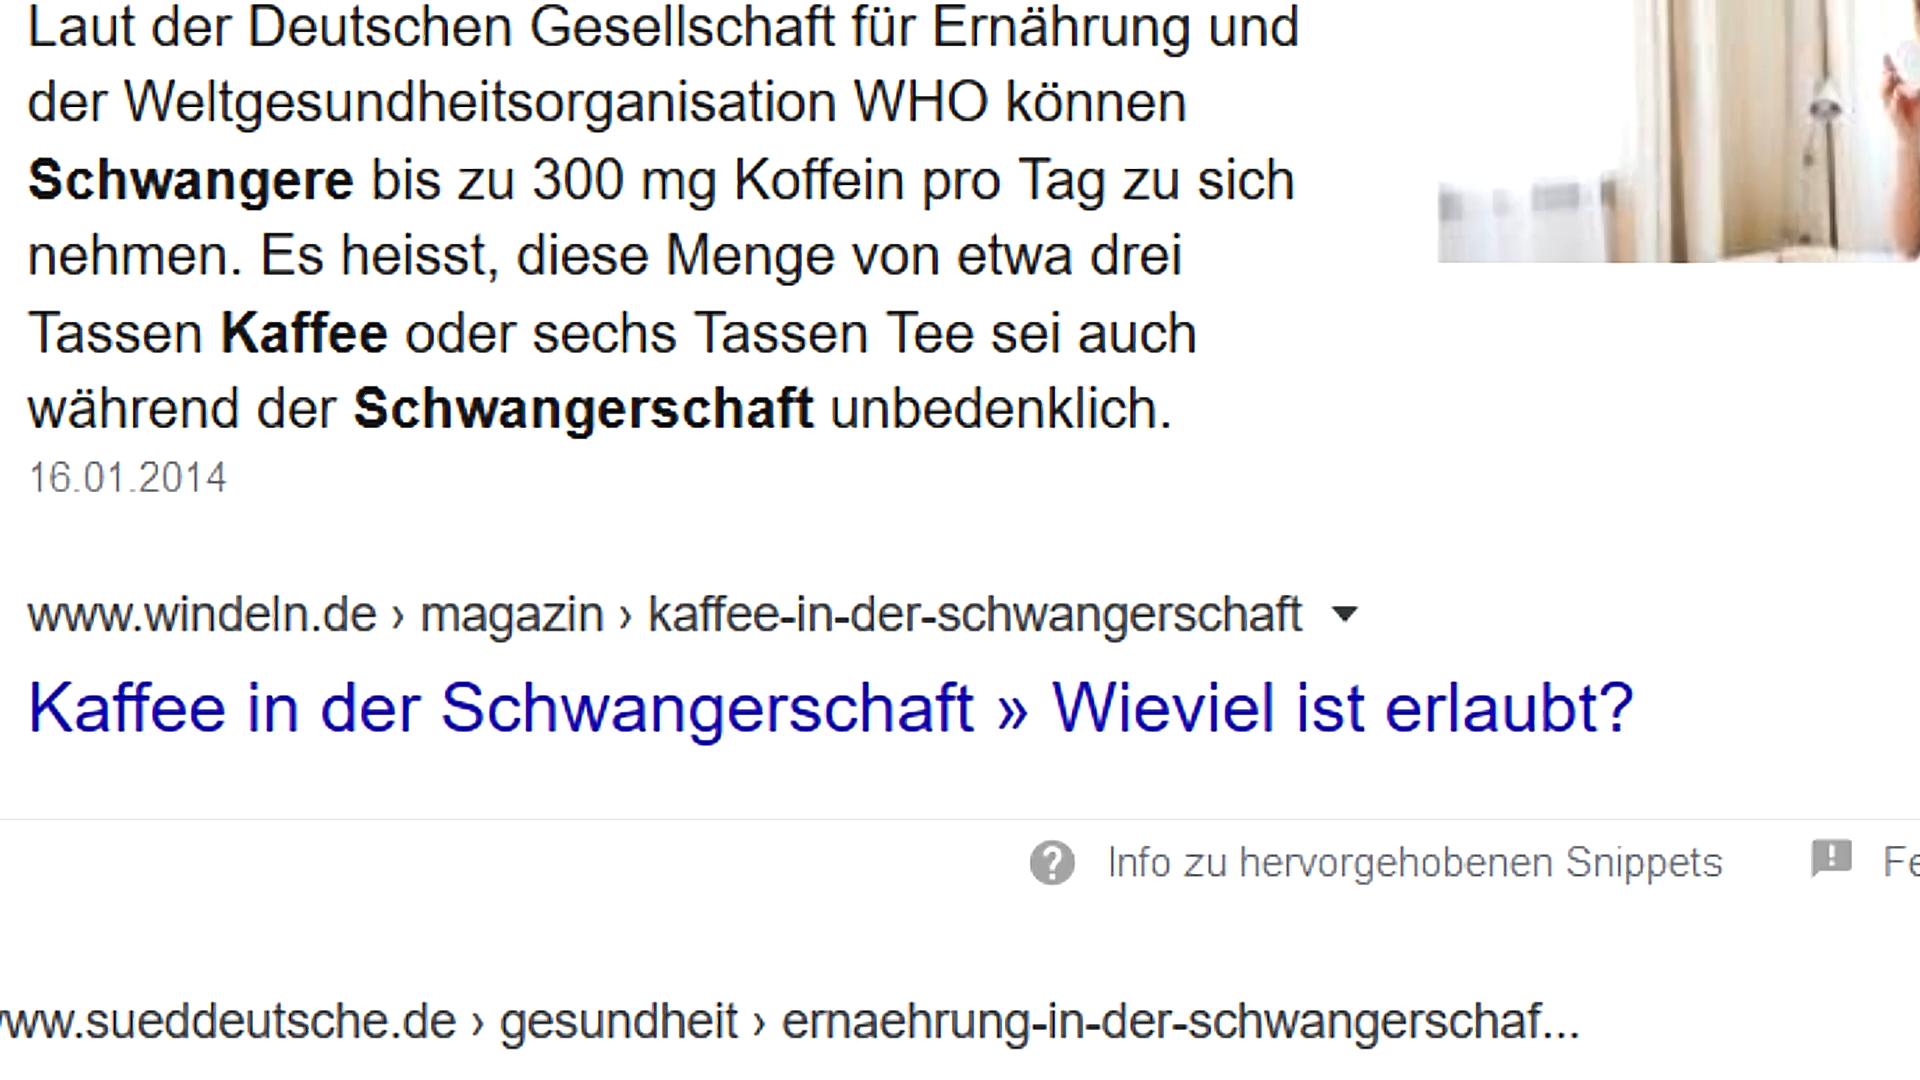 Laut der Deutschen Gesellschaft für Ernährung und
der Weltgesundheitsorganisation WHO können
Schwangere bis zu 300 mg Koffein pro Tag zu sich
nehmen. Es heisst, diese Menge von etwa drei
Tassen Kaffee oder sechs Tassen Tee sei auch
während der Schwangerschaft unbedenklich.
16.01.2014
www.windeln.de › magazin › kaffee-in-der-schwangerschaft
Kaffee in der Schwangerschaft » Wieviel ist erlaubt?
Info zu hervorgehobenen Snippets
www.sueddeutsche.de › gesundheit › ernaehrung-in-der-schwangerschaf...